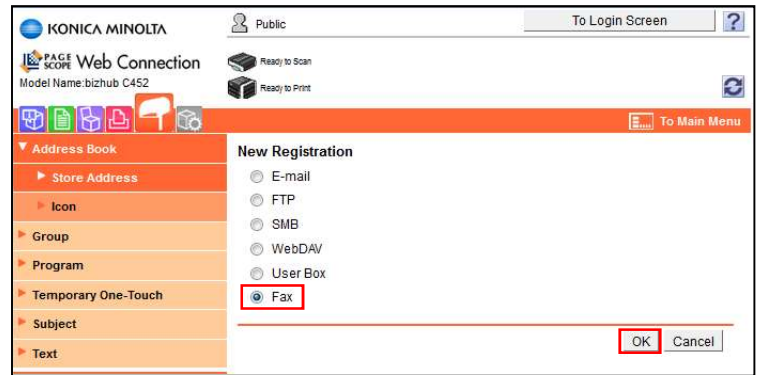 KONICA MINOLTA
Public
To Login Screen
?
PAGE SCOPE Web Connection
Ready to Scan
Model Name:bizhub C452
Ready to Print
To Main Menu
Address Book
Store Address
Icon
Group
Program
Temporary One-Touch
Subject
Text
New Registration
E-mail
FTP
SMB
WebDAV
User Box
Fax
OK Cancel